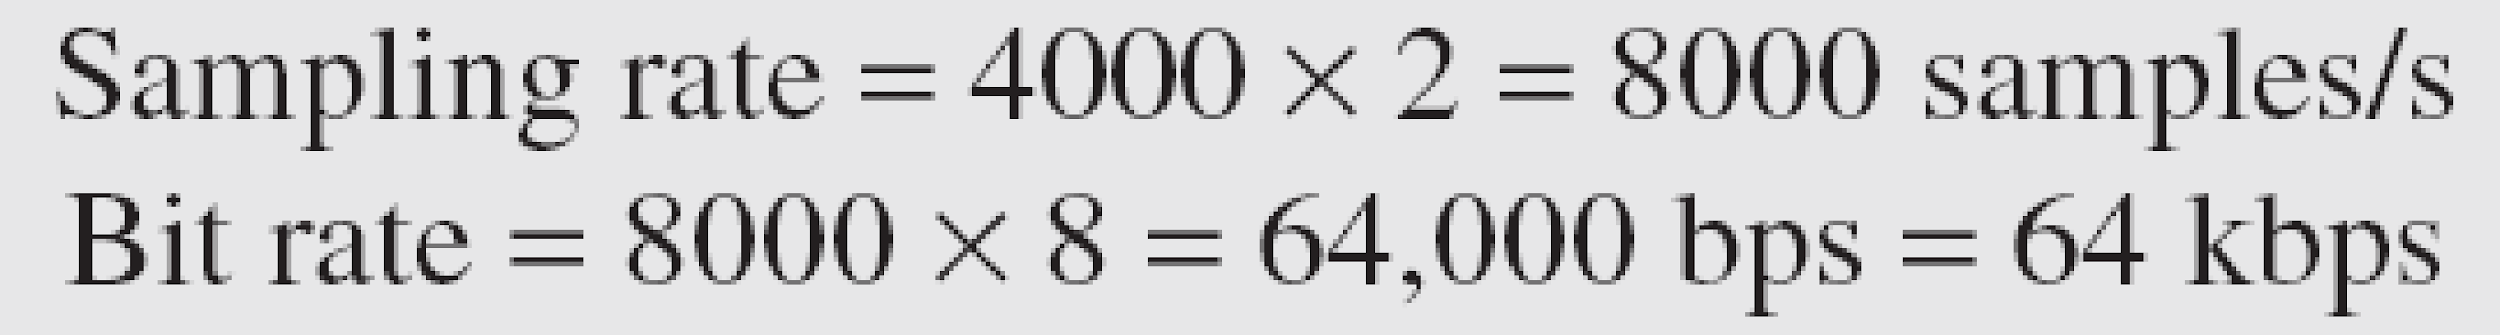 Sampling rate = 4000 × 2 = 8000 samples/s
Bit rate = 8000 × 8 = 64,000 bps = 64 kbps